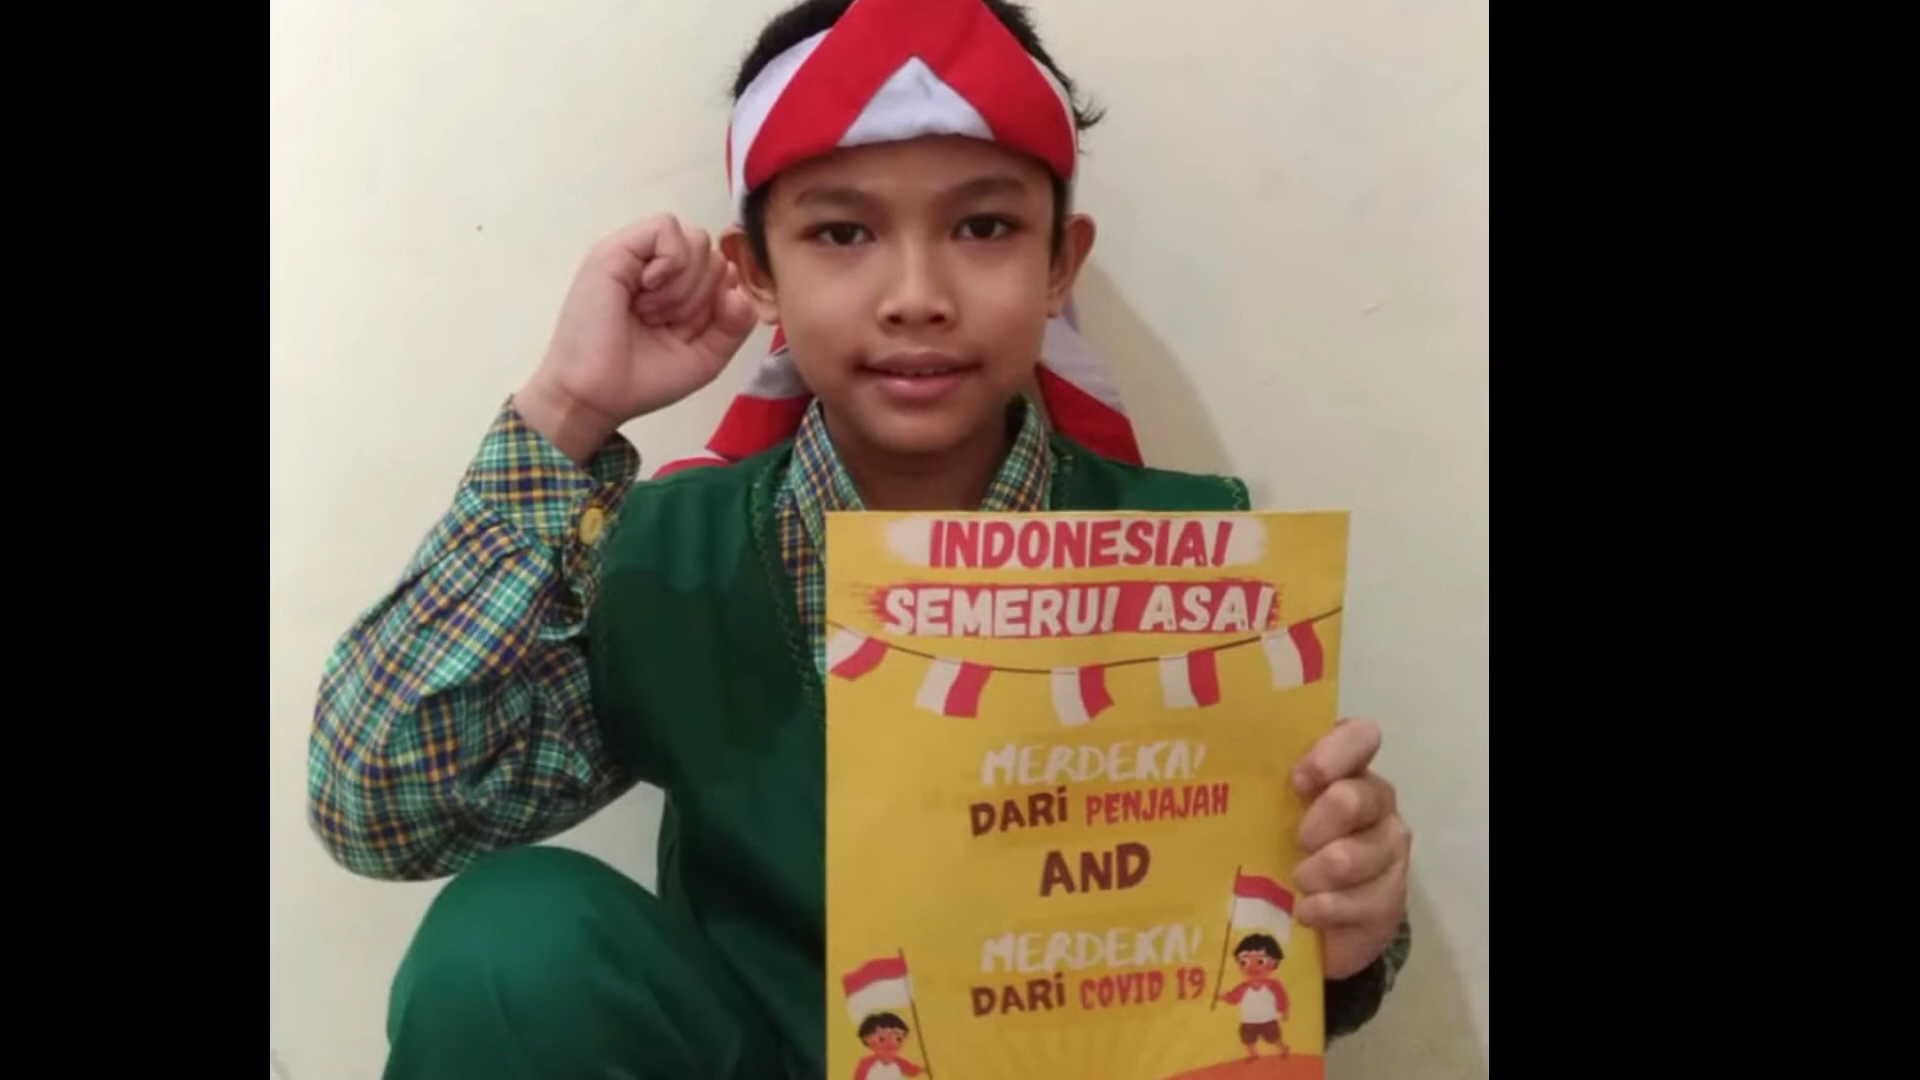 INDONESIA!
SEMERU! ASA!
MERDEKA!
DARi PENJAJAH
AND
MERDEKA!
DARi COVID 19